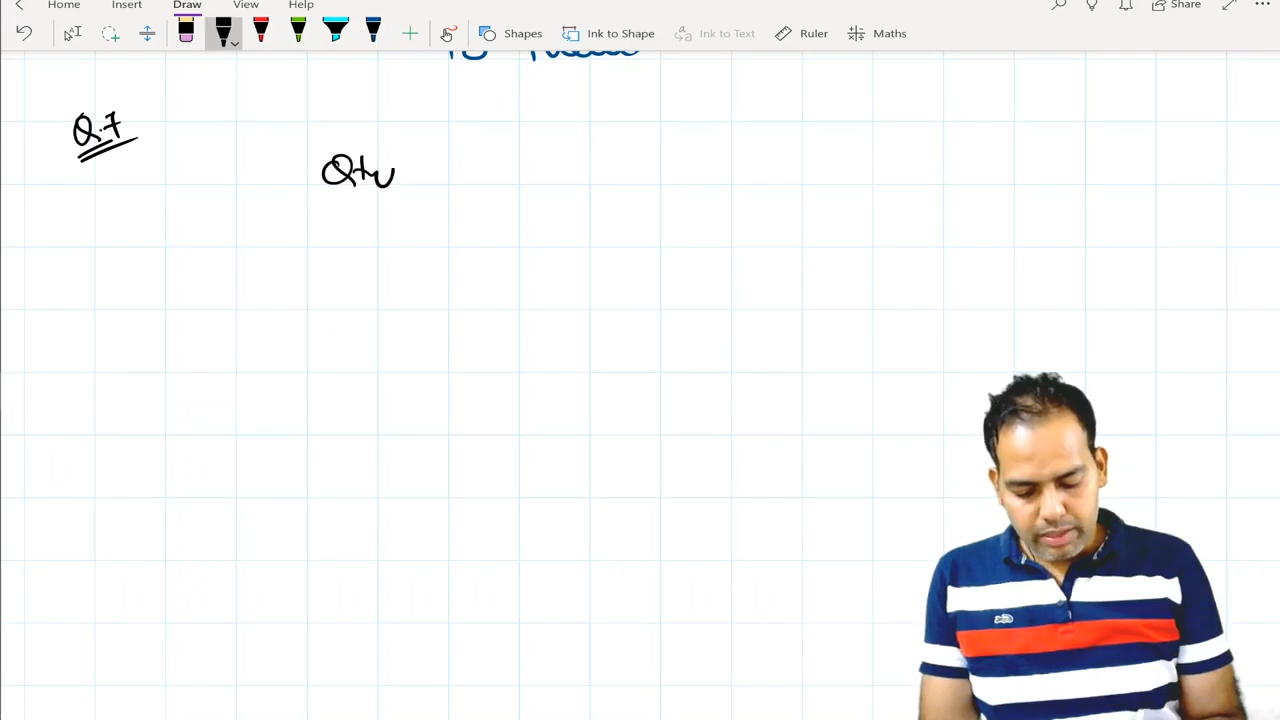 Home Insert Draw View Help Share
Shapes Ink to Shape Ink to Text Ruler Maths
Q.7
Qty